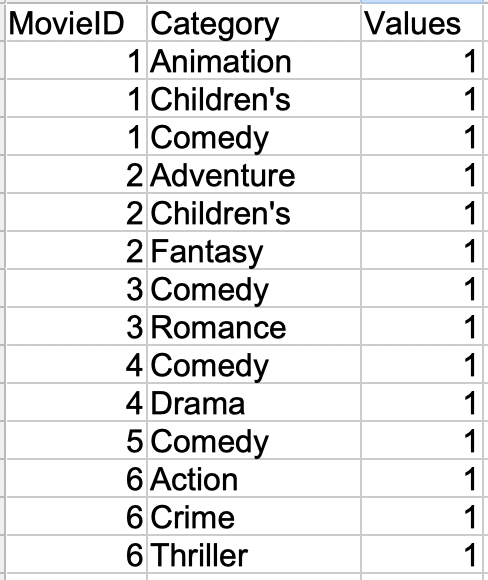 MovieID Category Values
1 Animation 1
1 Children's 1
1 Comedy 1
2 Adventure 1
2 Children's 1
2 Fantasy 1
3 Comedy 1
3 Romance 1
4 Comedy 1
4 Drama 1
5 Comedy 1
6 Action 1
6 Crime 1
6 Thriller 1